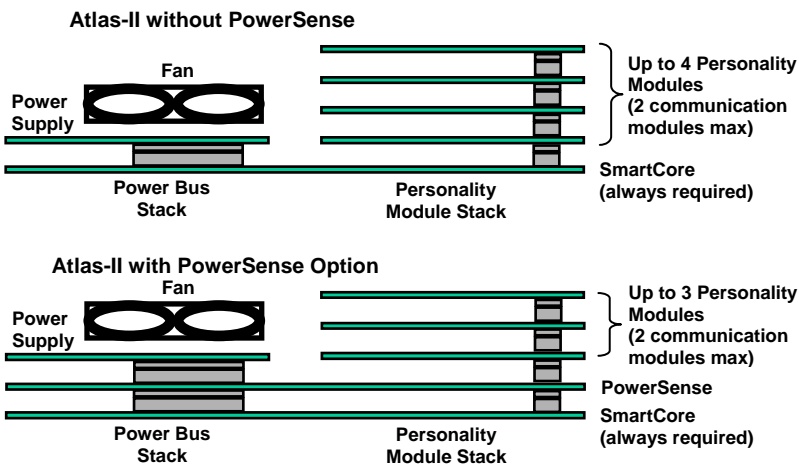 Atlas-II without PowerSense
Fan
Power
Supply
Up to 4 Personality
Modules
(2 communication
modules max)
SmartCore
(always required)
Power Bus
Stack
Personality
Module Stack
Atlas-II with PowerSense Option
Fan
Power
Supply
Up to 3 Personality
Modules
(2 communication
modules max)
PowerSense
SmartCore
(always required)
Power Bus
Stack
Personality
Module Stack